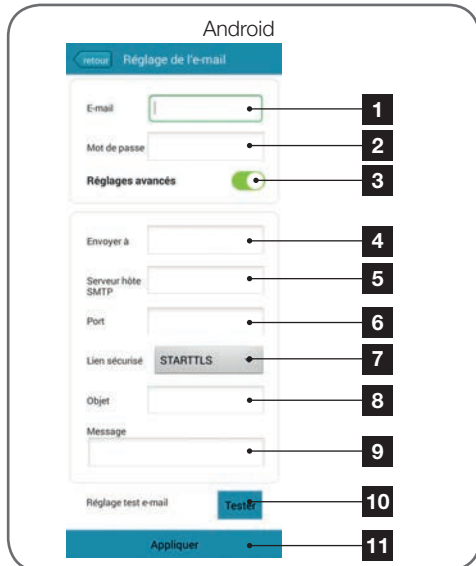 Android
retour Réglage de l'e-mail
E-mail 1
Mot de passe 2
Réglages avancés 3
Envoyer à 4
Serveur hôte SMTP 5
Port 6
Lien sécurisé STARTTLS 7
Objet 8
Message 9
Réglage test e-mail Tester 10
Appliquer 11